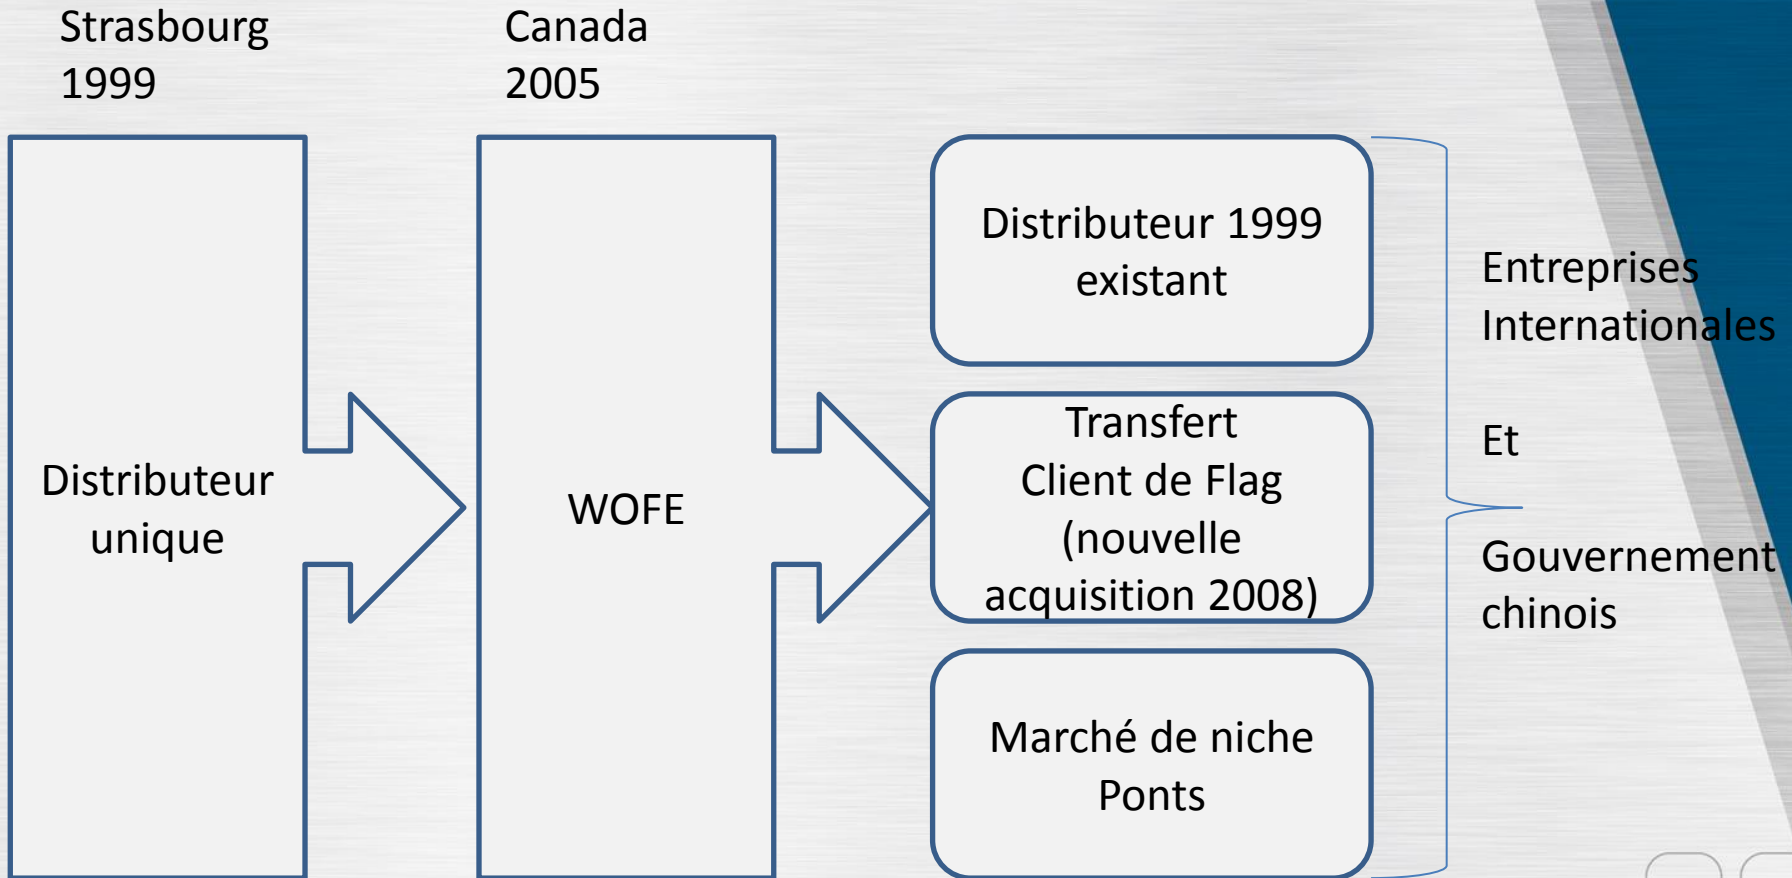 Strasbourg
1999
Canada
2005
Distributeur
unique
WOFE
Distributeur 1999
existant
Transfert
Client de Flag
(nouvelle
acquisition 2008)
Marché de niche
Ponts
Entreprises
Internationales
Et
Gouvernement
chinois